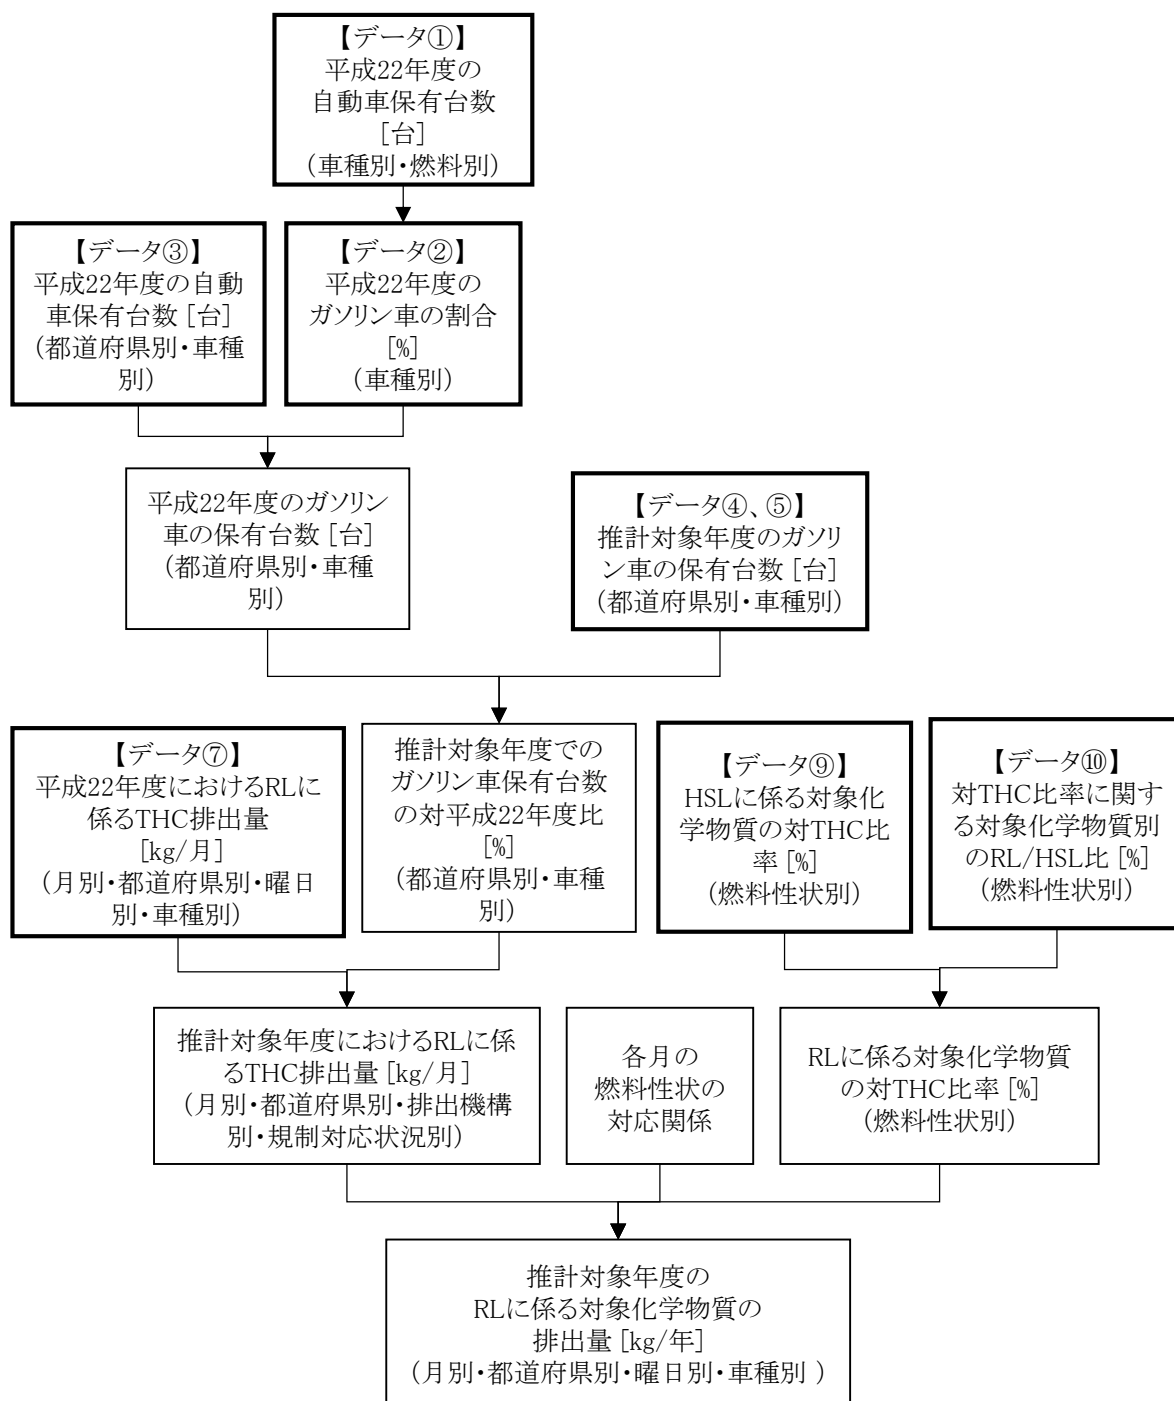 【データ①】
平成22年度の
自動車保有台数
[台]
(車種別・燃料別)
【データ③】
平成22年度の自動
車保有台数 [台]
(都道府県別・車種
別)
【データ②】
平成22年度の
ガソリン車の割合
[%]
(車種別)
平成22年度のガソリン
車の保有台数 [台]
(都道府県別・車種
別)
【データ④、⑤】
推計対象年度のガソリ
ン車の保有台数 [台]
(都道府県別・車種別)
【データ⑦】
平成22年度におけるRLに
係るTHC排出量
[kg/月]
(月別・都道府県別・曜日
別・車種別)
推計対象年度での
ガソリン車保有台数
の対平成22年度比
[%]
(都道府県別・車種
別)
【データ⑨】
HSLに係る対象化
学物質の対THC比
率 [%]
(燃料性状別)
【データ⑩】
対THC比率に関す
る対象化学物質別
のRL/HSL比 [%]
(燃料性状別)
推計対象年度におけるRLに係
るTHC排出量 [kg/月]
(月別・都道府県別・排出機構
別・規制対応状況別)
各月の
燃料性状の
対応関係
RLに係る対象化学物質
の対THC比率 [%]
(燃料性状別)
推計対象年度の
RLに係る対象化学物質の
排出量 [kg/年]
(月別・都道府県別・曜日別・車種別 )